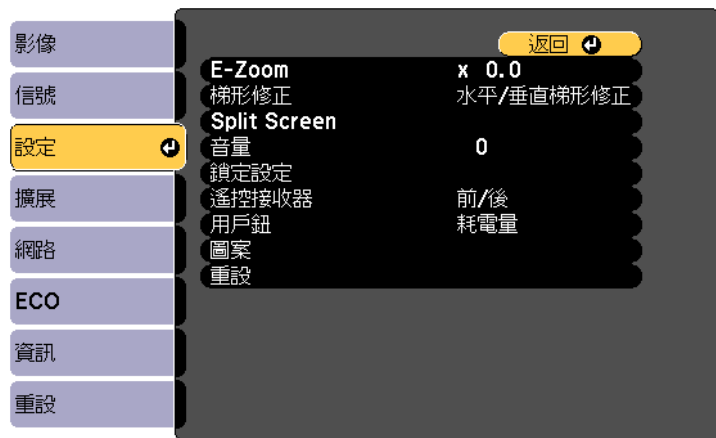 影像
信號
設定
擴展
網路
ECO
資訊
重設
返回
E-Zoom x 0.0
梯形修正 水平/垂直梯形修正
Split Screen
音量 0
鎖定設定
遙控接收器 前/後
用戶鈕 耗電量
圖案
重設